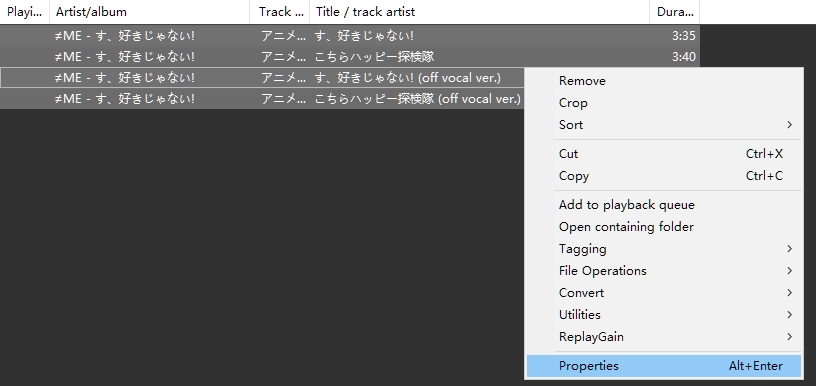 Playi... Artist/album Track ... Title / track artist Dura...
≠ME - す、好きじゃない! アニメ... す、好きじゃない! 3:35
≠ME - す、好きじゃない! アニメ... こちらハッピー探検隊 3:40
≠ME - す、好きじゃない! アニメ... す、好きじゃない! (off vocal ver.)
≠ME - す、好きじゃない! アニメ... こちらハッピー探検隊 (off vocal ver.)
Remove
Crop
Sort
Cut Ctrl+X
Copy Ctrl+C
Add to playback queue
Open containing folder
Tagging
File Operations
Convert
Utilities
ReplayGain
Properties Alt+Enter